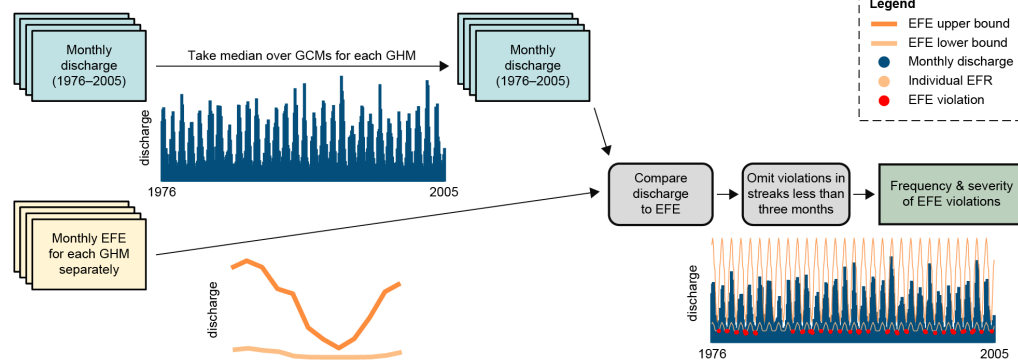 Legend
EFE upper bound
EFE lower bound
Monthly discharge
Individual EFR
EFE violation
Monthly
discharge
(1976–2005)
Take median over GCMs for each GHM
Monthly
discharge
(1976–2005)
discharge
1976
2005
Compare
discharge
to EFE
Omit violations in
streaks less than
three months
Frequency & severity
of EFE violations
Monthly EFE
for each GHM
separately
discharge
discharge
1976
2005